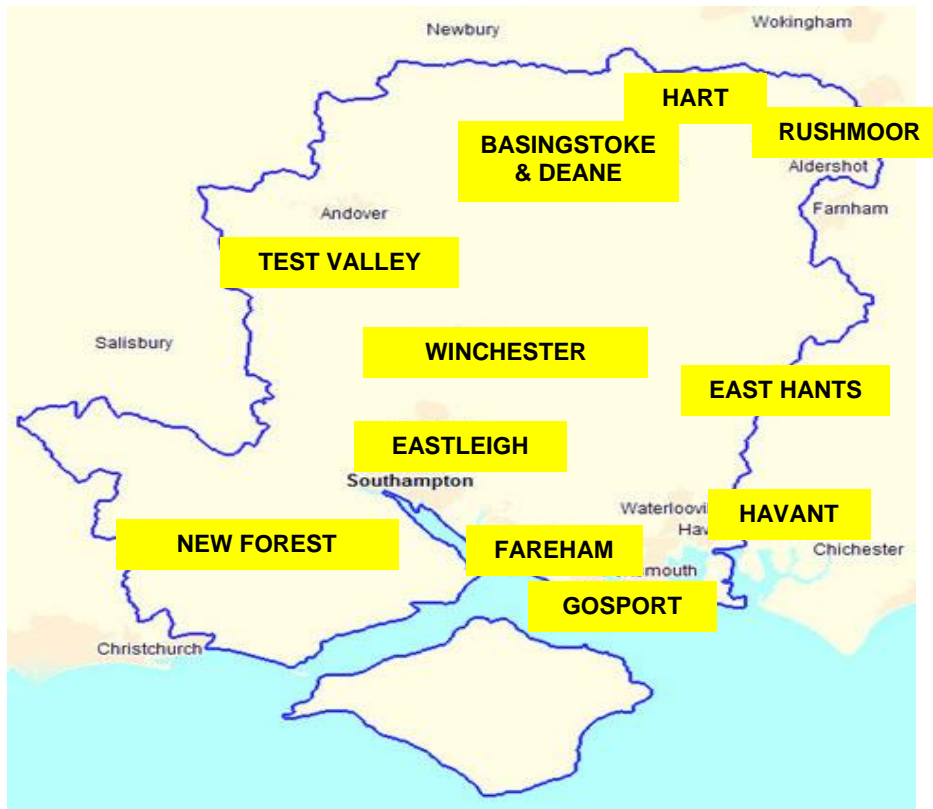 Newbury
Wokingham
HART
RUSHMOOR
BASINGSTOKE
& DEANE
Aldershot
Andover
Farnham
TEST VALLEY
Salisbury
WINCHESTER
EAST HANTS
EASTLEIGH
Southampton
HAVANT
NEW FOREST
FAREHAM
Chichester
GOSPORT
Christchurch